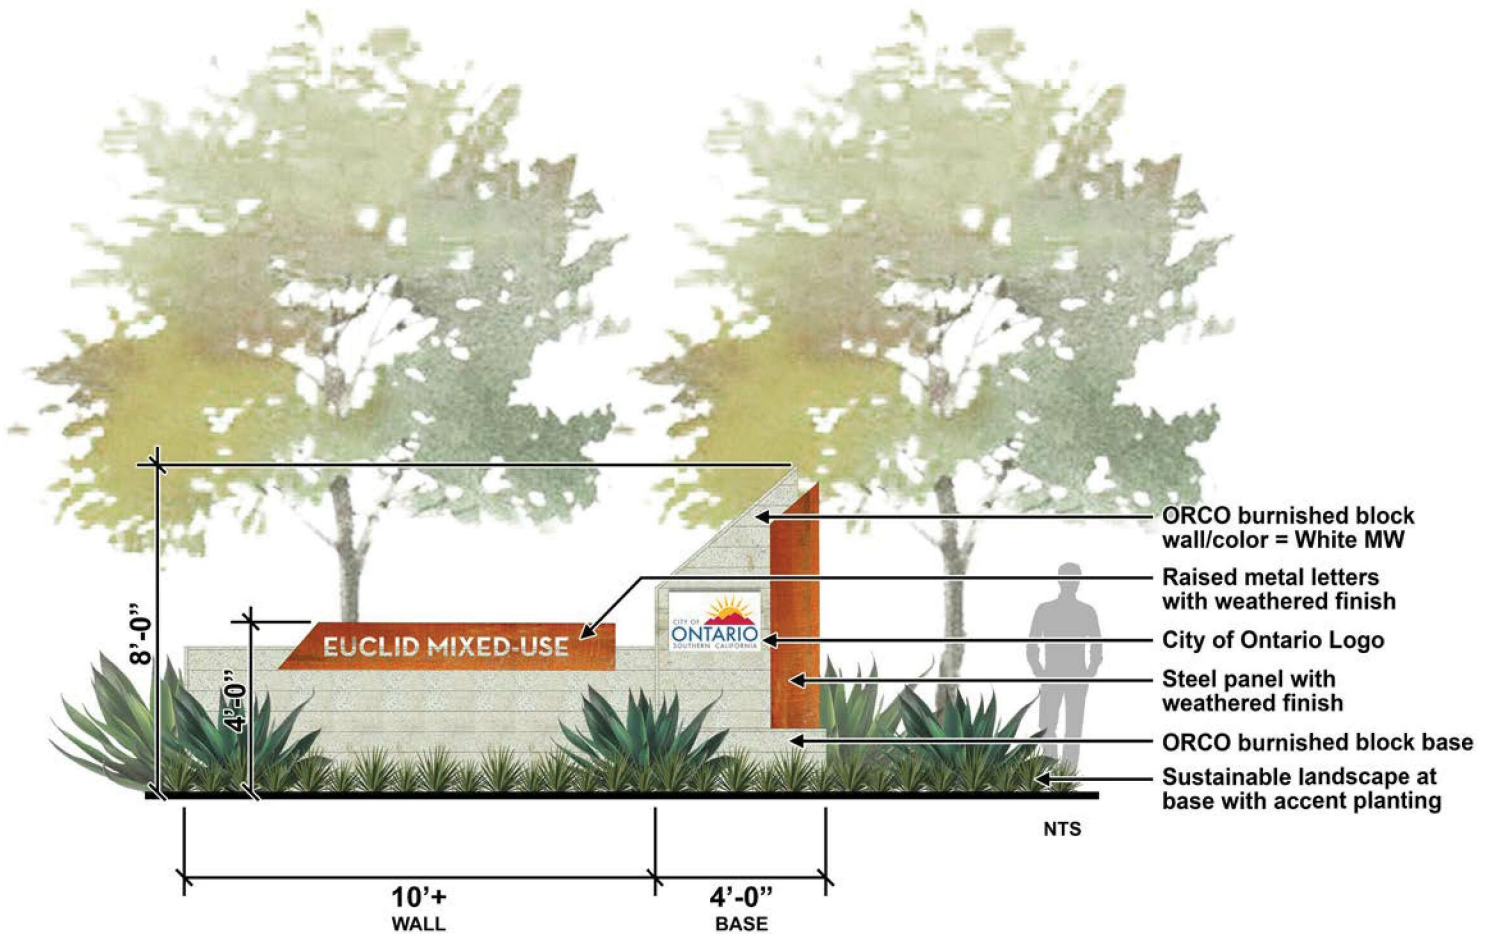 8’-0”
4’-0”
EUCLID MIXED-USE
CITY OF
ONTARIO
SOUTHERN CALIFORNIA
ORCO burnished block
wall/color = White MW
Raised metal letters
with weathered finish
City of Ontario Logo
Steel panel with
weathered finish
ORCO burnished block base
Sustainable landscape at
base with accent planting
NTS
10’+
WALL
4’-0”
BASE